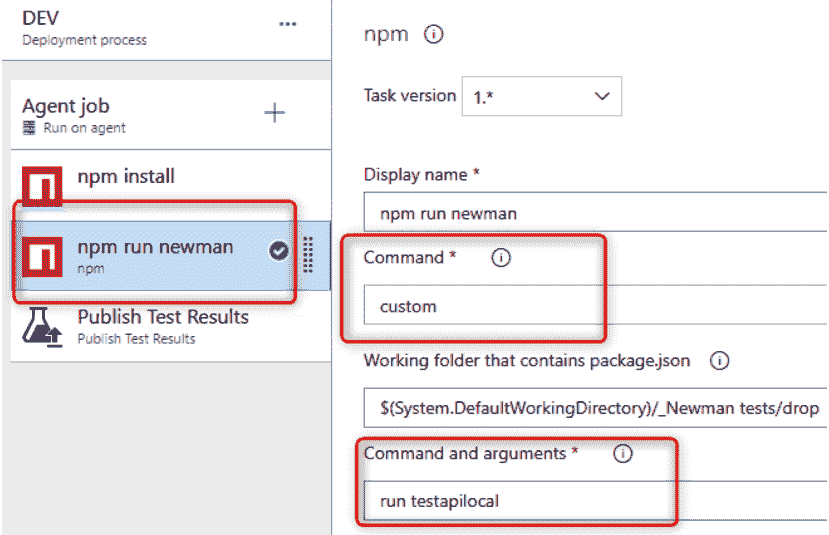 DEV
Deployment process
Agent job
Run on agent
npm install
npm run newman
npm
Publish Test Results
Publish Test Results
npm
Task version 1.*
Display name *
npm run newman
Command *
custom
Working folder that contains package.json
$(System.DefaultWorkingDirectory)/_Newman tests/drop
Command and arguments *
run testapilocal